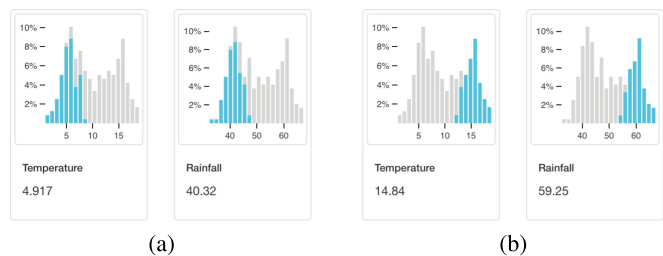 10%
8%
6%
4%
2%
5 10 15
Temperature
4.917
10%
8%
6%
4%
2%
40 50 60
Rainfall
40.32
(a)
10%
8%
6%
4%
2%
5 10 15
Temperature
14.84
10%
8%
6%
4%
2%
40 50 60
Rainfall
59.25
(b)